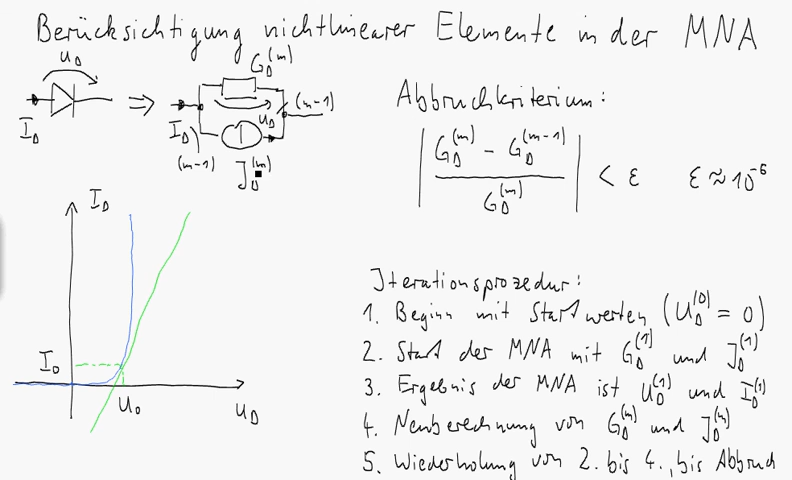 Berücksichtigung nichtlinearer Elemente in der MNA
U_D
I_D
⇒
G_D^(m)
I_D^(m-1)
U_D^(m-1)
J_D^(m)
Abbruchkriterium:
| (G_D^(m) - G_D^(m-1)) / G_D^(m) | < ε    ε ≈ 10^-6
I_D
I_0
U_0
U_D
Iterationsprozedur:
1. Beginn mit Startwerten (U_D^(0) = 0)
2. Start der MNA mit G_D^(1) und J_D^(1)
3. Ergebnis der MNA ist U_D^(1) und I_D^(1)
4. Neuberechnung von G_D^(m) und J_D^(m)
5. Wiederholung von 2. bis 4., bis Abbruch